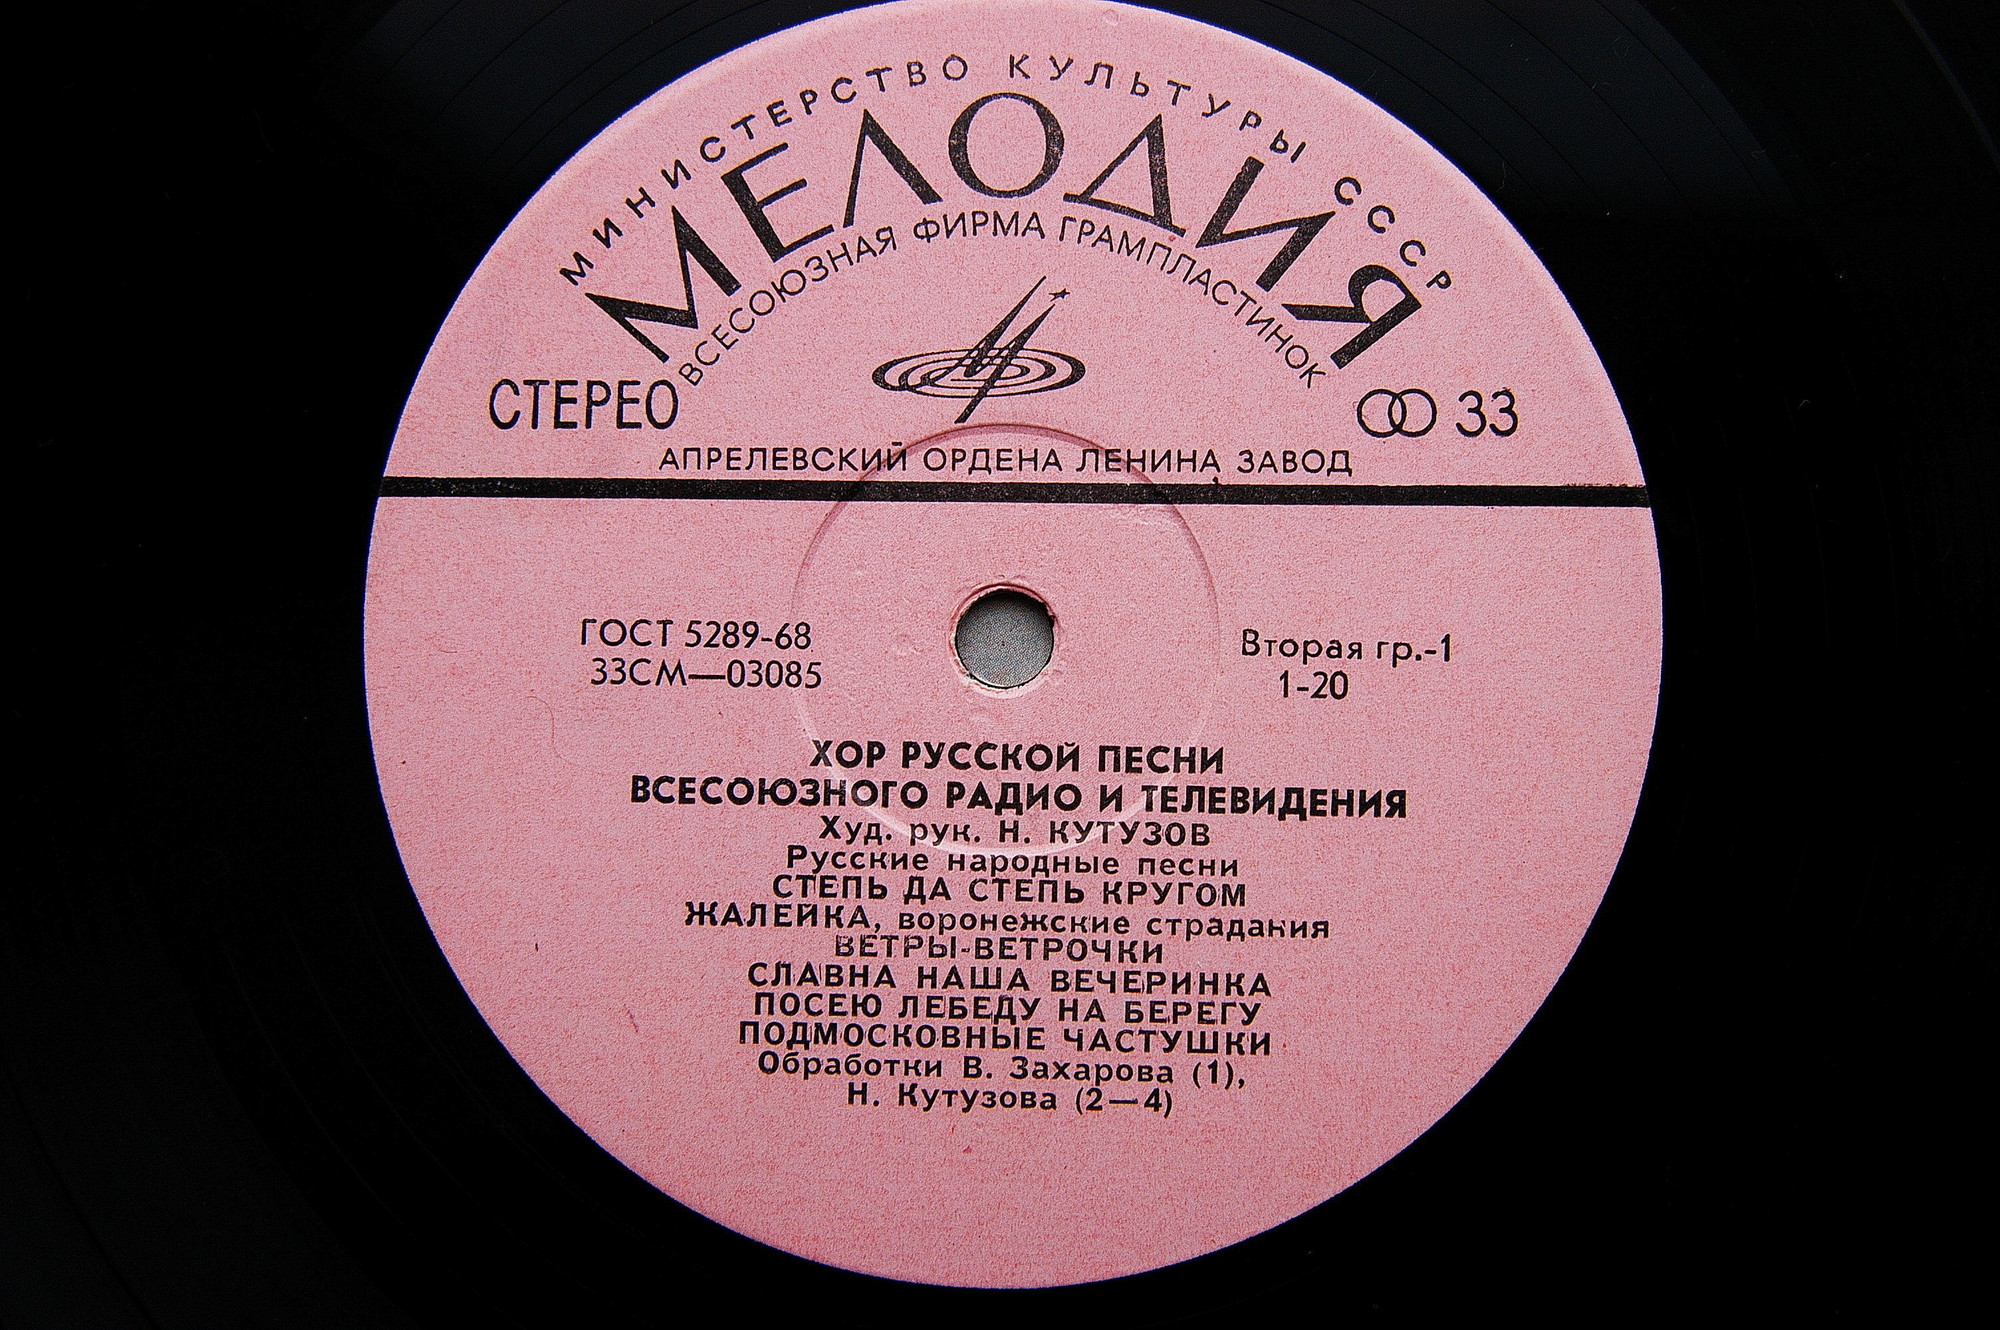 МИНИСТЕРСТВО КУЛЬТУРЫ СССР
МЕЛОДИЯ
ВСЕСОЮЗНАЯ ФИРМА ГРАМПЛАСТИНОК
СТЕРЕО
33
АПРЕЛЕВСКИЙ ОРДЕНА ЛЕНИНА ЗАВОД
ГОСТ 5289-68
33СМ—03085
Вторая гр.-1
1-20
ХОР РУССКОЙ ПЕСНИ
ВСЕСОЮЗНОГО РАДИО И ТЕЛЕВИДЕНИЯ
Худ. рук. Н. КУТУЗОВ
Русские народные песни
СТЕПЬ ДА СТЕПЬ КРУГОМ
ЖАЛЕЙКА, воронежские страдания
ВЕТРЫ-ВЕТРОЧКИ
СЛАВНА НАША ВЕЧЕРИНКА
ПОСЕЮ ЛЕБЕДУ НА БЕРЕГУ
ПОДМОСКОВНЫЕ ЧАСТУШКИ
Обработки В. Захарова (1),
Н. Кутузова (2—4)